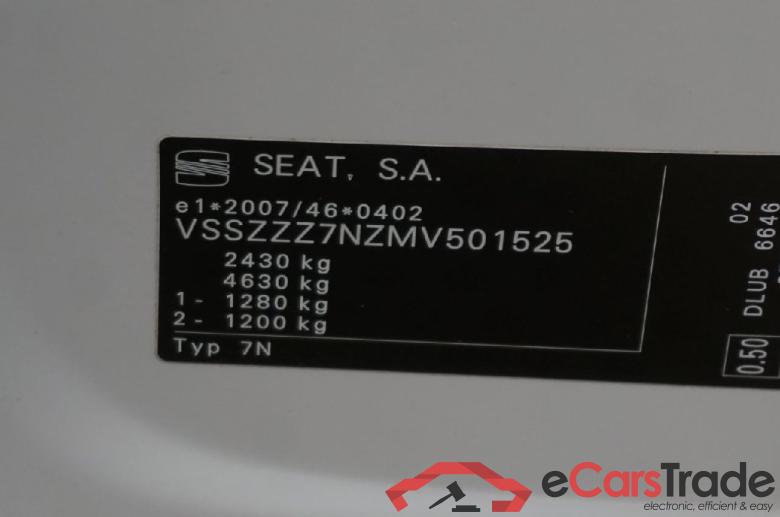 SEAT, S.A.
e1*2007/46*0402
VSSZZZ7NZMV501525
2430 kg
4630 kg
1 - 1280 kg
2 - 1200 kg
Typ 7N
02
DLUB 6646
0.50
eCarsTrade
electronic, efficient & easy